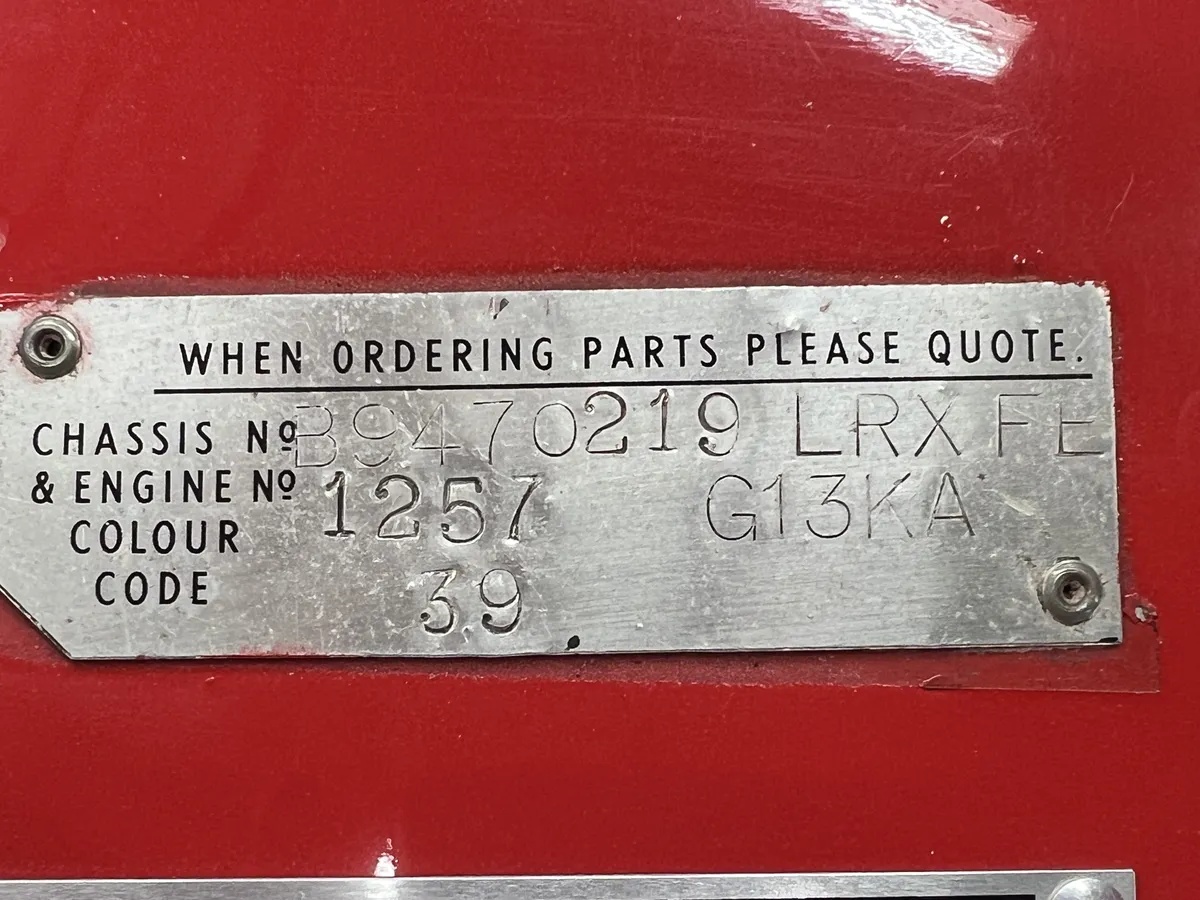 WHEN ORDERING PARTS PLEASE QUOTE.
CHASSIS Nº B9470219 LRX FE
& ENGINE Nº 1257 G13KA
COLOUR
CODE 39